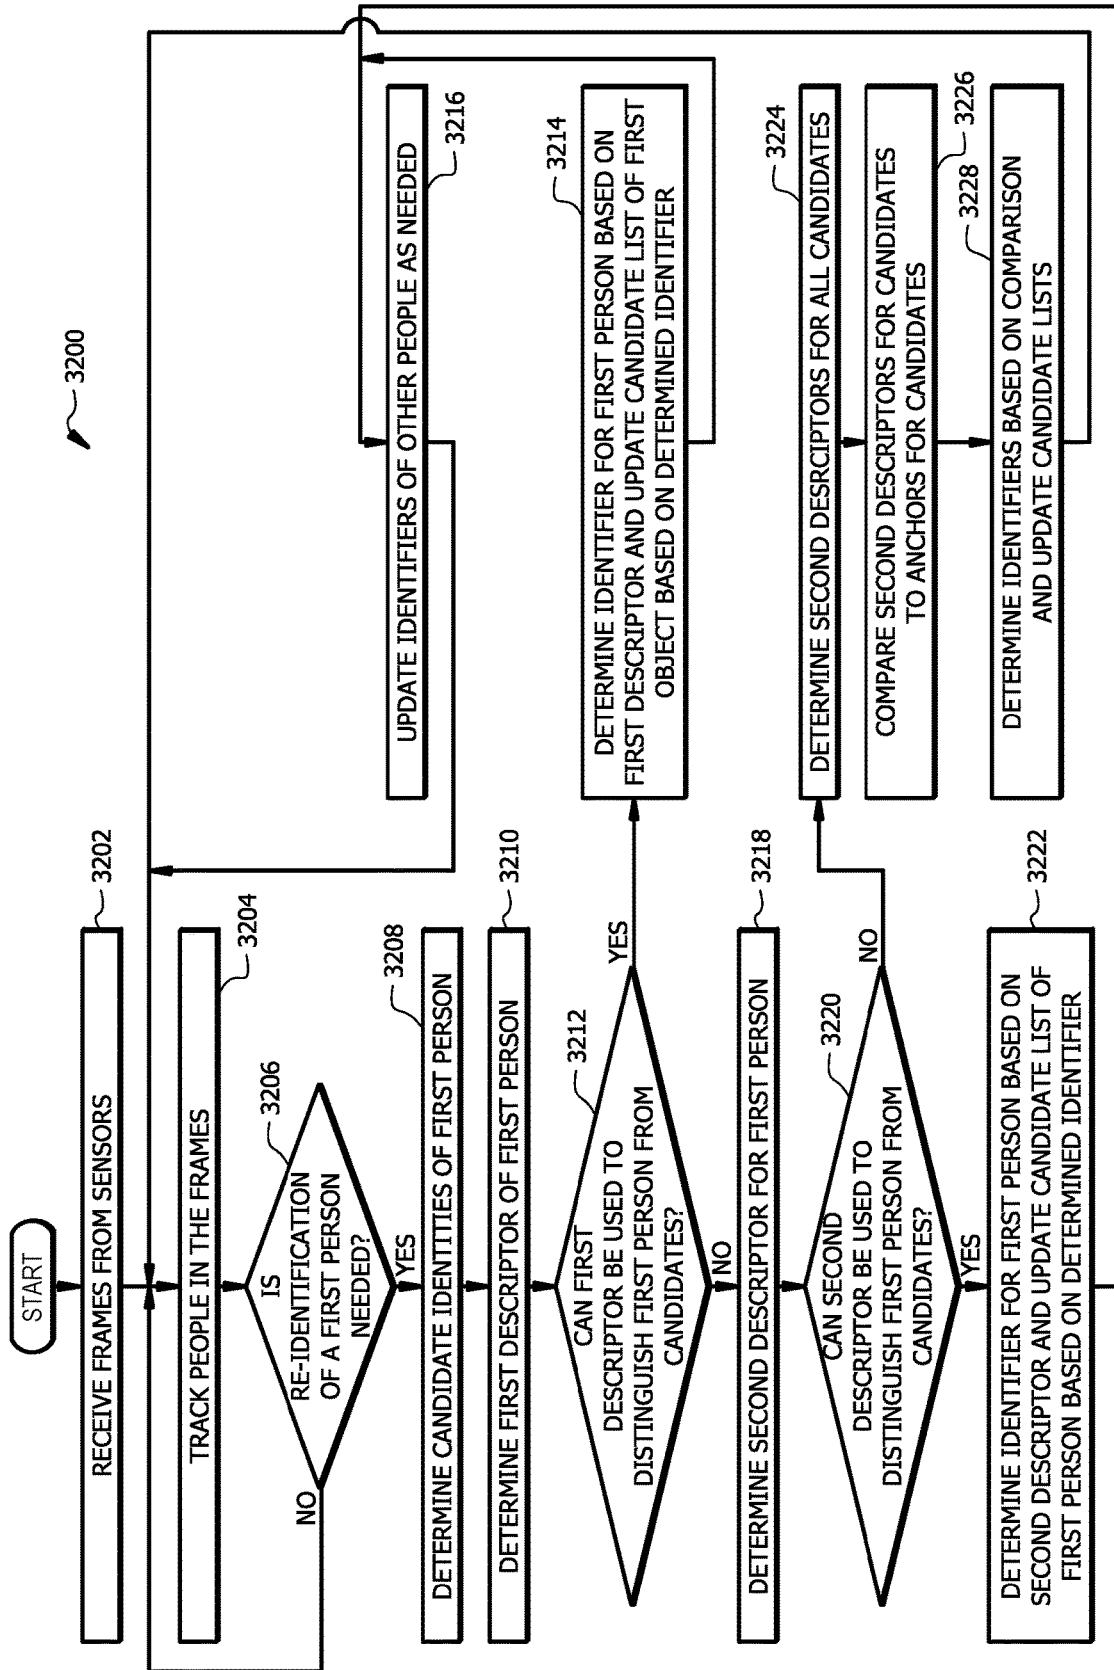 3200
START
RECEIVE FRAMES FROM SENSORS
3202
TRACK PEOPLE IN THE FRAMES
3204
IS
RE-IDENTIFICATION
OF A FIRST PERSON
NEEDED?
3206
NO
YES
DETERMINE CANDIDATE IDENTITIES OF FIRST PERSON
3208
DETERMINE FIRST DESCRIPTOR OF FIRST PERSON
3210
CAN FIRST
DESCRIPTOR BE USED TO
DISTINGUISH FIRST PERSON FROM
CANDIDATES?
3212
YES
NO
DETERMINE IDENTIFIER FOR FIRST PERSON BASED ON
FIRST DESCRIPTOR AND UPDATE CANDIDATE LIST OF FIRST
OBJECT BASED ON DETERMINED IDENTIFIER
3214
UPDATE IDENTIFIERS OF OTHER PEOPLE AS NEEDED
3216
DETERMINE SECOND DESCRIPTOR FOR FIRST PERSON
3218
CAN SECOND
DESCRIPTOR BE USED TO
DISTINGUISH FIRST PERSON FROM
CANDIDATES?
3220
NO
YES
DETERMINE IDENTIFIER FOR FIRST PERSON BASED ON
SECOND DESCRIPTOR AND UPDATE CANDIDATE LIST OF
FIRST PERSON BASED ON DETERMINED IDENTIFIER
3222
DETERMINE SECOND DESRCIPTORS FOR ALL CANDIDATES
3224
COMPARE SECOND DESCRIPTORS FOR CANDIDATES
TO ANCHORS FOR CANDIDATES
3226
DETERMINE IDENTIFIERS BASED ON COMPARISON
AND UPDATE CANDIDATE LISTS
3228